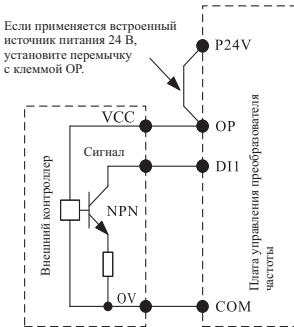 Если применяется встроенный
источник питания 24 В,
установите перемычку
с клеммой OP.
P24V
VCC
OP
Сигнал
DI1
NPN
Внешний контроллер
Плата управления преобразователя
частоты
0V
COM